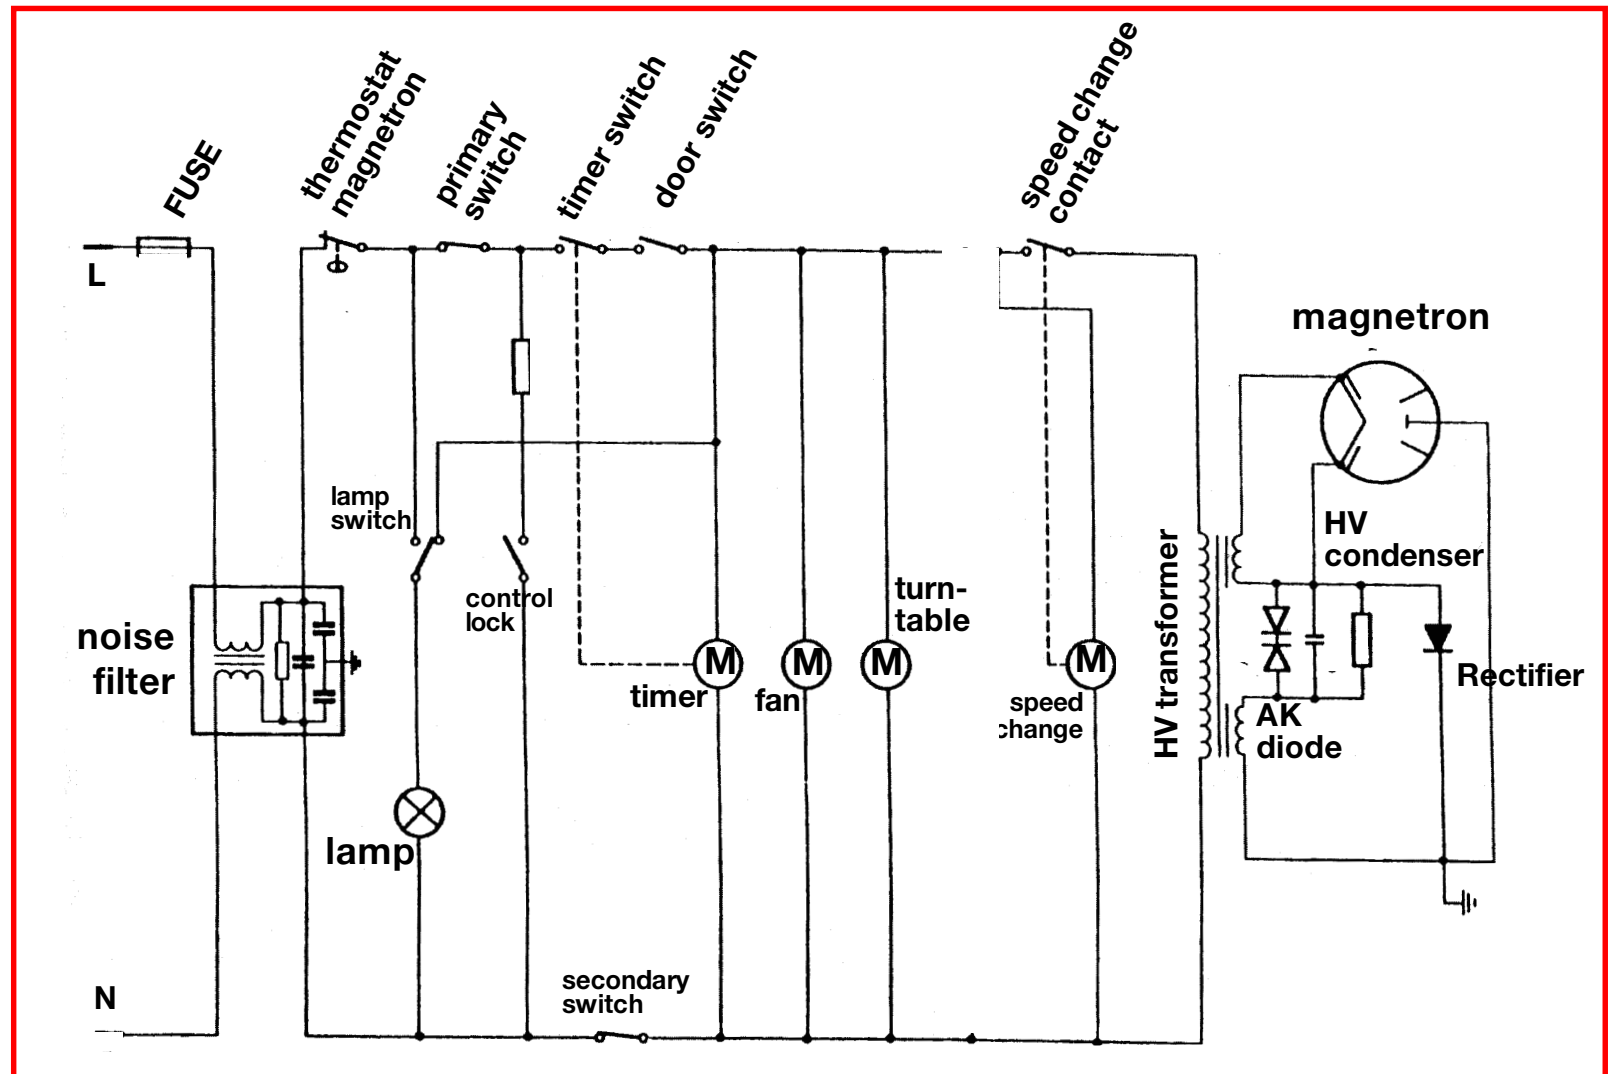 FUSE
thermostat
magnetron
primary
switch
timer switch
door switch
speed change
contact
L
magnetron
lamp
switch
HV
condenser
control
lock
turn-
table
noise
filter
HV transformer
M
M
M
M
timer
fan
speed
change
Rectifier
AK
diode
lamp
secondary
switch
N